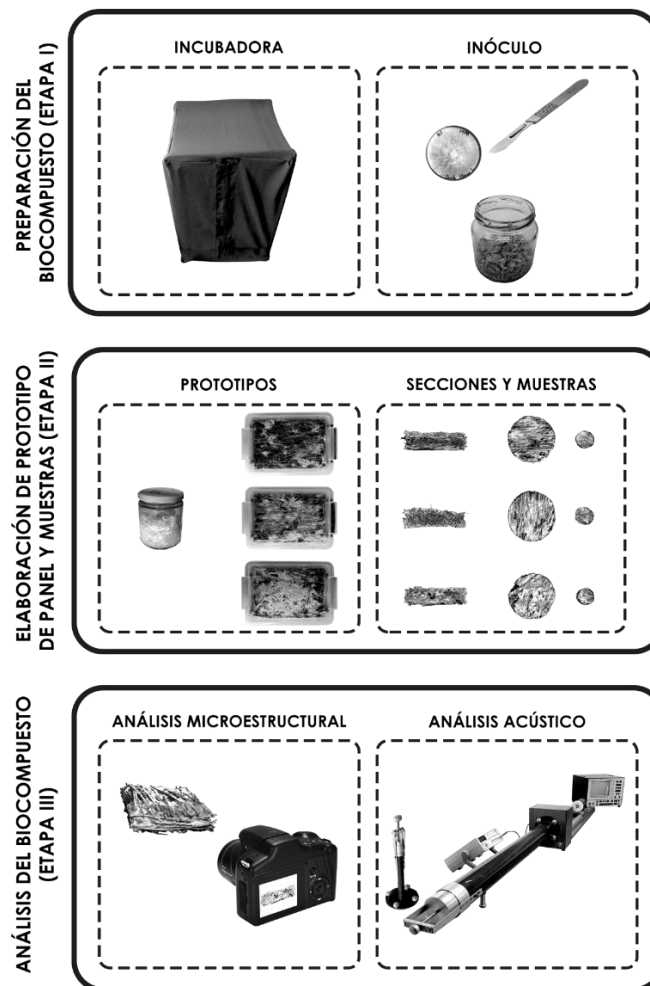 PREPARACIÓN DEL
BIOCOMPUESTO (ETAPA I)
INCUBADORA
INÓCULO
ELABORACIÓN DE PROTOTIPO
DE PANEL Y MUESTRAS (ETAPA II)
PROTOTIPOS
SECCIONES Y MUESTRAS
ANÁLISIS DEL BIOCOMPUESTO
(ETAPA III)
ANÁLISIS MICROESTRUCTURAL
ANÁLISIS ACÚSTICO